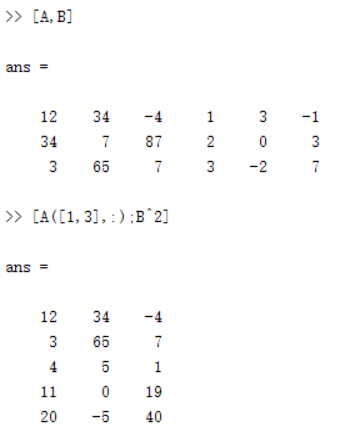 >> [A,B]
ans =
12 34 -4 1 3 -1
34 7 87 2 0 3
3 65 7 3 -2 7
>> [A([1,3],:);B^2]
ans =
12 34 -4
3 65 7
4 5 1
11 0 19
20 -5 40